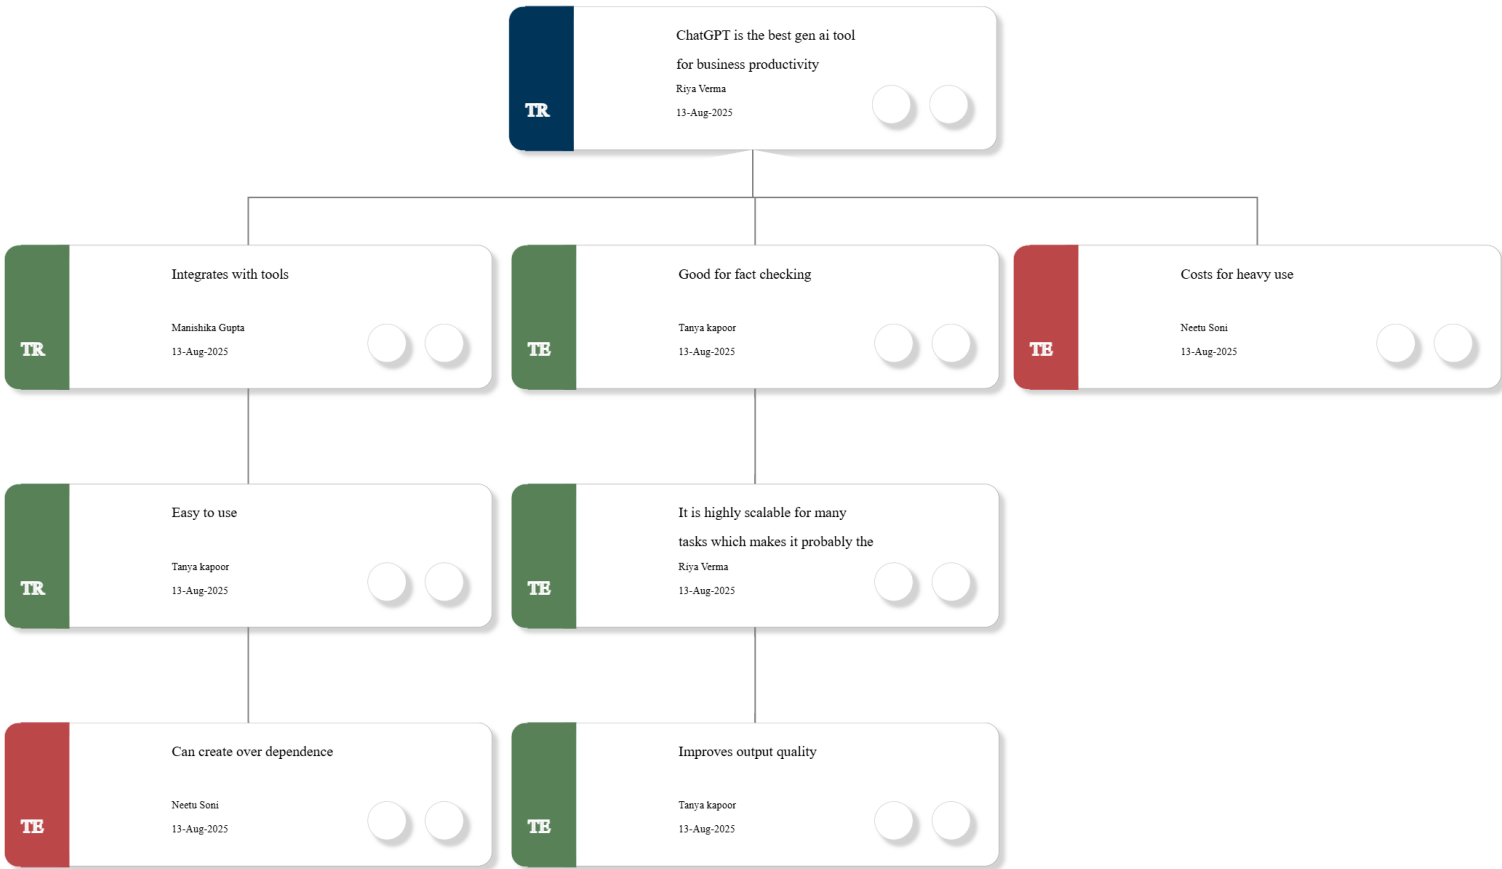 ChatGPT is the best gen ai tool
for business productivity
Riya Verma
13-Aug-2025
TR
Integrates with tools
Manishika Gupta
13-Aug-2025
TR
Good for fact checking
Tanya kapoor
13-Aug-2025
TE
Costs for heavy use
Neetu Soni
13-Aug-2025
TE
Easy to use
Tanya kapoor
13-Aug-2025
TR
It is highly scalable for many
tasks which makes it probably the
Riya Verma
13-Aug-2025
TE
Can create over dependence
Neetu Soni
13-Aug-2025
TE
Improves output quality
Tanya kapoor
13-Aug-2025
TE